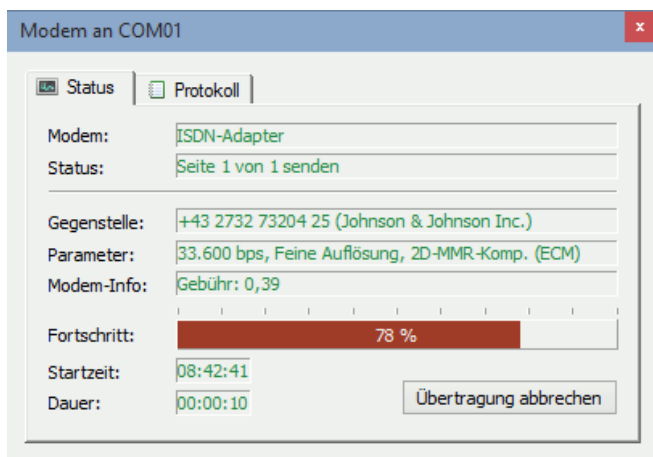 Modem an COM01
x
Status Protokoll
Modem: ISDN-Adapter
Status: Seite 1 von 1 senden
Gegenstelle: +43 2732 73204 25 (Johnson & Johnson Inc.)
Parameter: 33.600 bps, Feine Auflösung, 2D-MMR-Komp. (ECM)
Modem-Info: Gebühr: 0,39
Fortschritt: 78 %
Startzeit: 08:42:41
Dauer: 00:00:10 Übertragung abbrechen